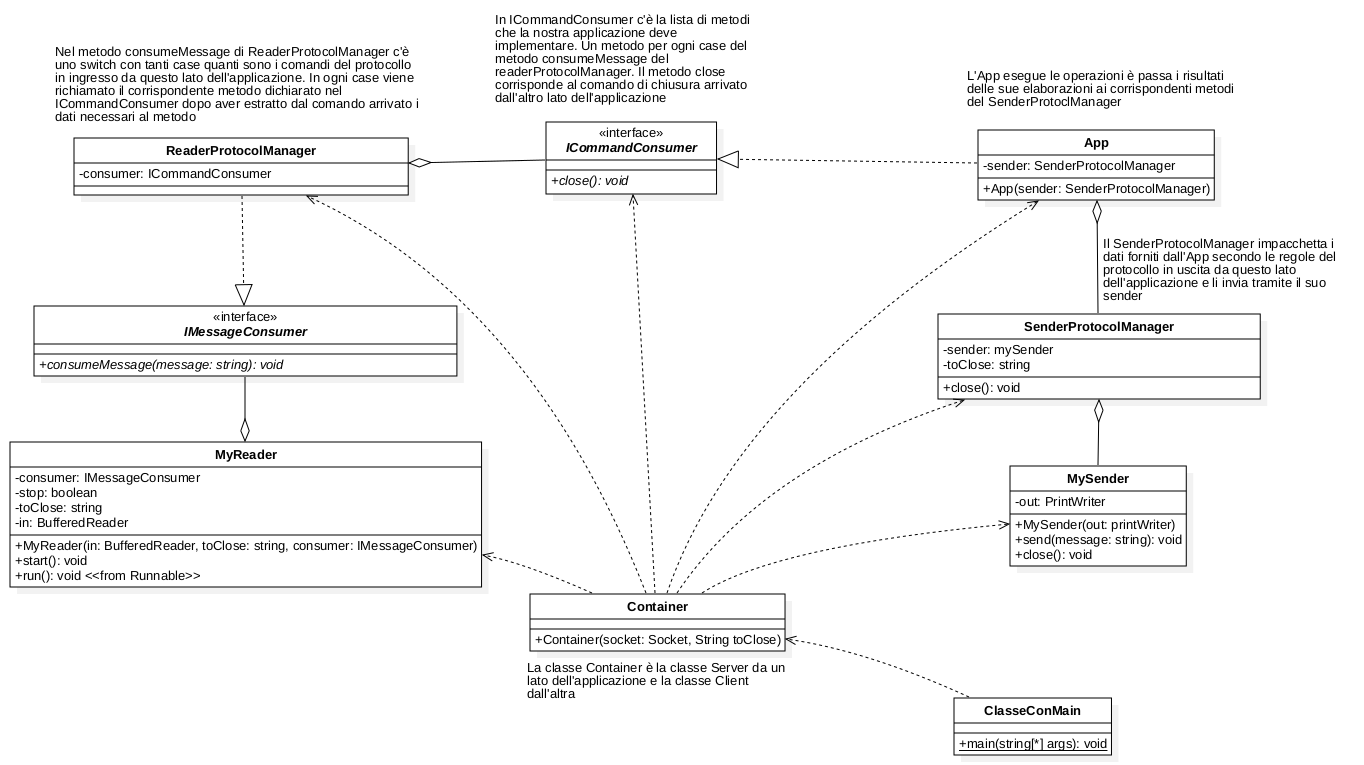 In ICommandConsumer c'è la lista di metodi
che la nostra applicazione deve
implementare. Un metodo per ogni case del
metodo consumeMessage del
readerProtocolManager. Il metodo close
corrisponde al comando di chiusura arrivato
dall'altro lato dell'applicazione
Nel metodo consumeMessage di ReaderProtocolManager c'è
uno switch con tanti case quanti sono i comandi del protocollo
in ingresso da questo lato dell'applicazione. In ogni case viene
richiamato il corrispondente metodo dichiarato nel
ICommandConsumer dopo aver estratto dal comando arrivato i
dati necessari al metodo
L'App esegue le operazioni è passa i risultati
delle sue elaborazioni ai corrispondenti metodi
del SenderProtoclManager
ReaderProtocolManager
-consumer: ICommandConsumer
«interface»
ICommandConsumer
+close(): void
App
-sender: SenderProtocolManager
+App(sender: SenderProtocolManager)
Il SenderProtocolManager impacchetta i
dati forniti dall'App secondo le regole del
protocollo in uscita da questo lato
dell'applicazione e li invia tramite il suo
sender
«interface»
IMessageConsumer
+consumeMessage(message: string): void
SenderProtocolManager
-sender: mySender
-toClose: string
+close(): void
MyReader
-consumer: IMessageConsumer
-stop: boolean
-toClose: string
-in: BufferedReader
+MyReader(in: BufferedReader, toClose: string, consumer: IMessageConsumer)
+start(): void
+run(): void <<from Runnable>>
MySender
-out: PrintWriter
+MySender(out: printWriter)
+send(message: string): void
+close(): void
Container
+Container(socket: Socket, String toClose)
La classe Container è la classe Server da un
lato dell'applicazione e la classe Client
dall'altra
ClasseConMain
+main(string[*] args): void